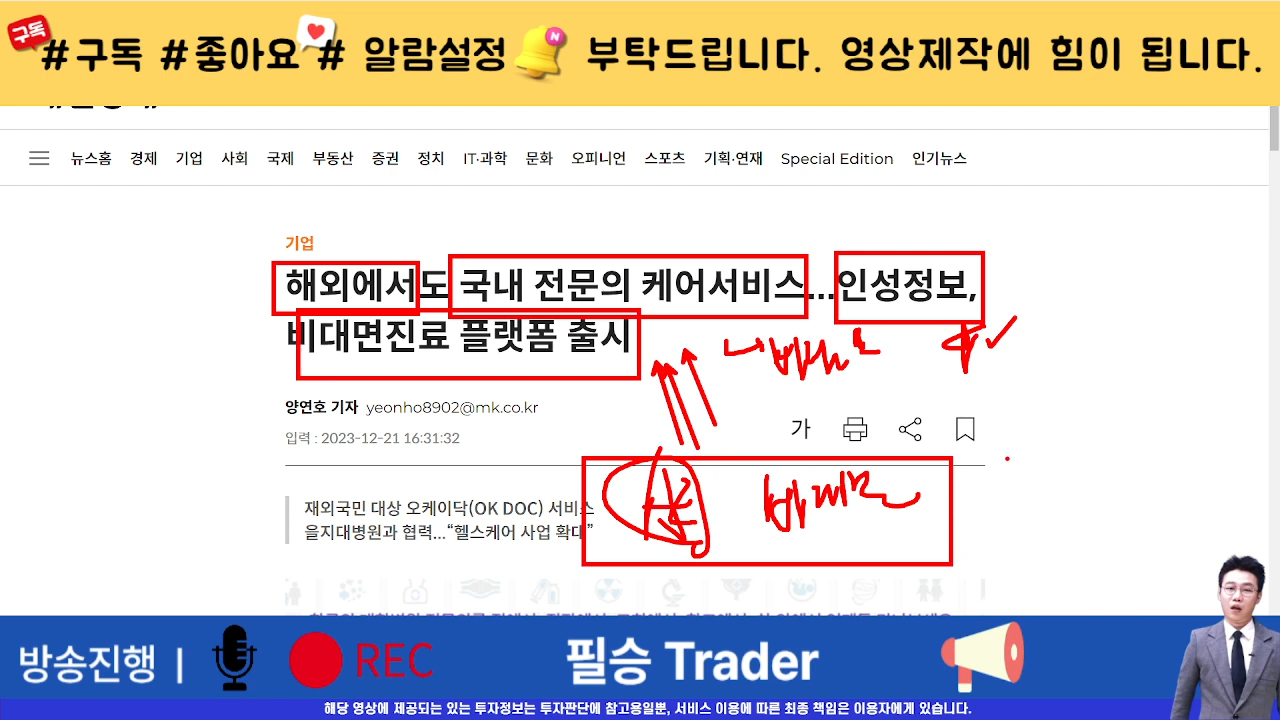 구독 #구독 #좋아요 # 알람설정 N 부탁드립니다. 영상제작에 힘이 됩니다.
뉴스홈 경제 기업 사회 국제 부동산 증권 정치 IT·과학 문화 오피니언 스포츠 기획·연재 Special Edition 인기뉴스
기업
해외에서도 국내 전문의 케어서비스...인성정보,
비대면진료 플랫폼 출시
양연호 기자 yeonho8902@mk.co.kr
입력 : 2023-12-21 16:31:32
가
재외국민 대상 오케이닥(OK DOC) 서비스
을지대병원과 협력...“헬스케어 사업 확대”
방송진행 | REC 필승 Trader
해당 영상에 제공되는 있는 투자정보는 투자판단에 참고용일뿐, 서비스 이용에 따른 최종 책임은 이용자에게 있습니다.